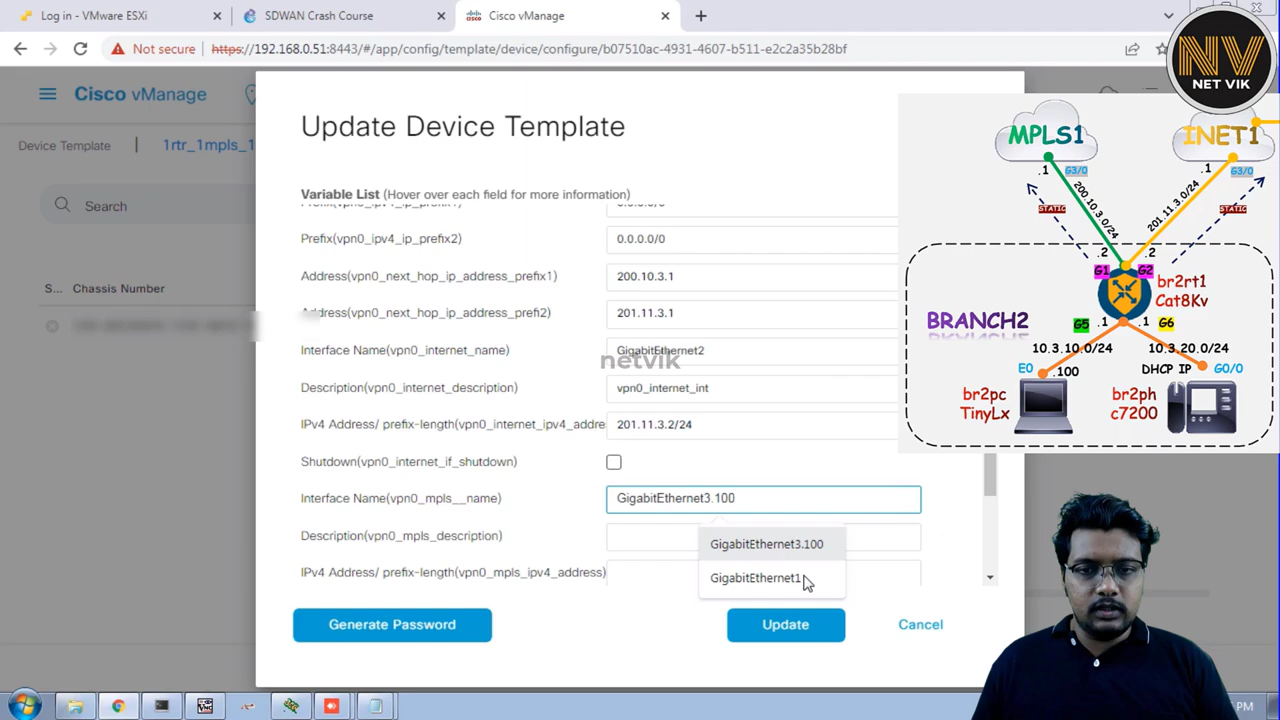 Log in - VMware ESXi
SDWAN Crash Course
Cisco vManage
Not secure
https://192.168.0.51:8443/#/app/config/template/device/configure/b07510ac-4931-4607-b511-e2c2a35b28bf
NV
NET VIK
Cisco vManage
Device Template
1rtr_1mpls_1
Search
S...
Chassis Number
Update Device Template
Variable List (Hover over each field for more information)
Prefix(vpn0_ipv4_ip_prefix2)
0.0.0.0/0
Address(vpn0_next_hop_ip_address_prefix1)
200.10.3.1
Address(vpn0_next_hop_ip_address_prefi2)
201.11.3.1
Interface Name(vpn0_internet_name)
GigabitEthernet2
netvik
Description(vpn0_internet_description)
vpn0_internet_int
IPv4 Address/ prefix-length(vpn0_internet_ipv4_addre
201.11.3.2/24
Shutdown(vpn0_internet_if_shutdown)
Interface Name(vpn0_mpls__name)
GigabitEthernet3.100
Description(vpn0_mpls_description)
GigabitEthernet3.100
IPv4 Address/ prefix-length(vpn0_mpls_ipv4_address)
GigabitEthernet1
Generate Password
Update
Cancel
MPLS1
INET1
.1
G3/0
.1
G3/0
STATIC
200.10.3.0/24
201.11.3.0/24
STATIC
.2
.2
G1
G2
br2rt1
Cat8Kv
BRANCH2
G5
.1
.1
G6
10.3.10.0/24
10.3.20.0/24
E0
.100
DHCP IP
G0/0
br2pc
TinyLx
br2ph
c7200
PM